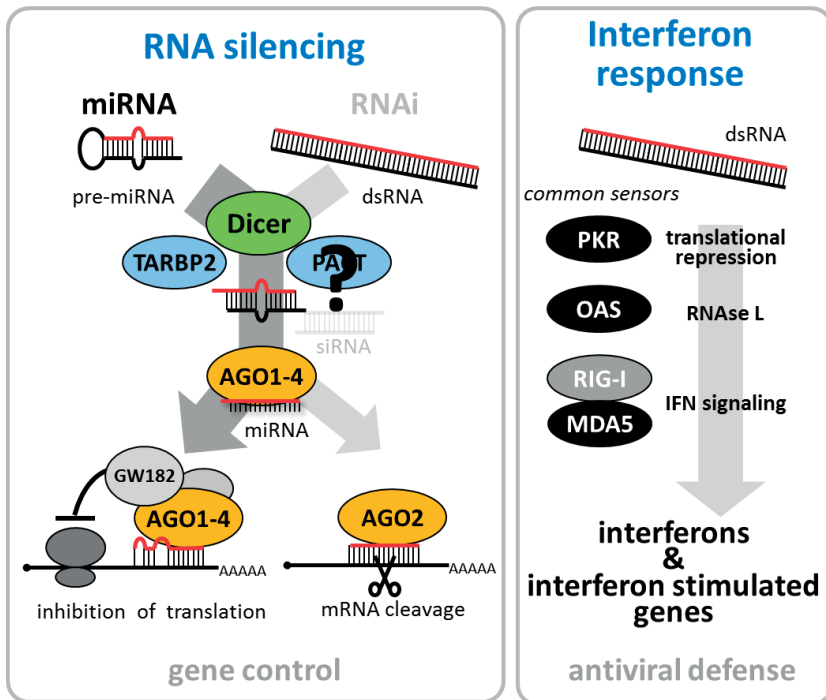 RNA silencing
miRNA
RNAi
pre-miRNA
dsRNA
Dicer
TARBP2
PACT
?
siRNA
AGO1-4
miRNA
GW182
AGO1-4
AAAAA
inhibition of translation
AGO2
AAAAA
mRNA cleavage
gene control
Interferon
response
dsRNA
common sensors
PKR
translational
repression
OAS
RNAse L
RIG-I
MDA5
IFN signaling
interferons
&
interferon stimulated
genes
antiviral defense